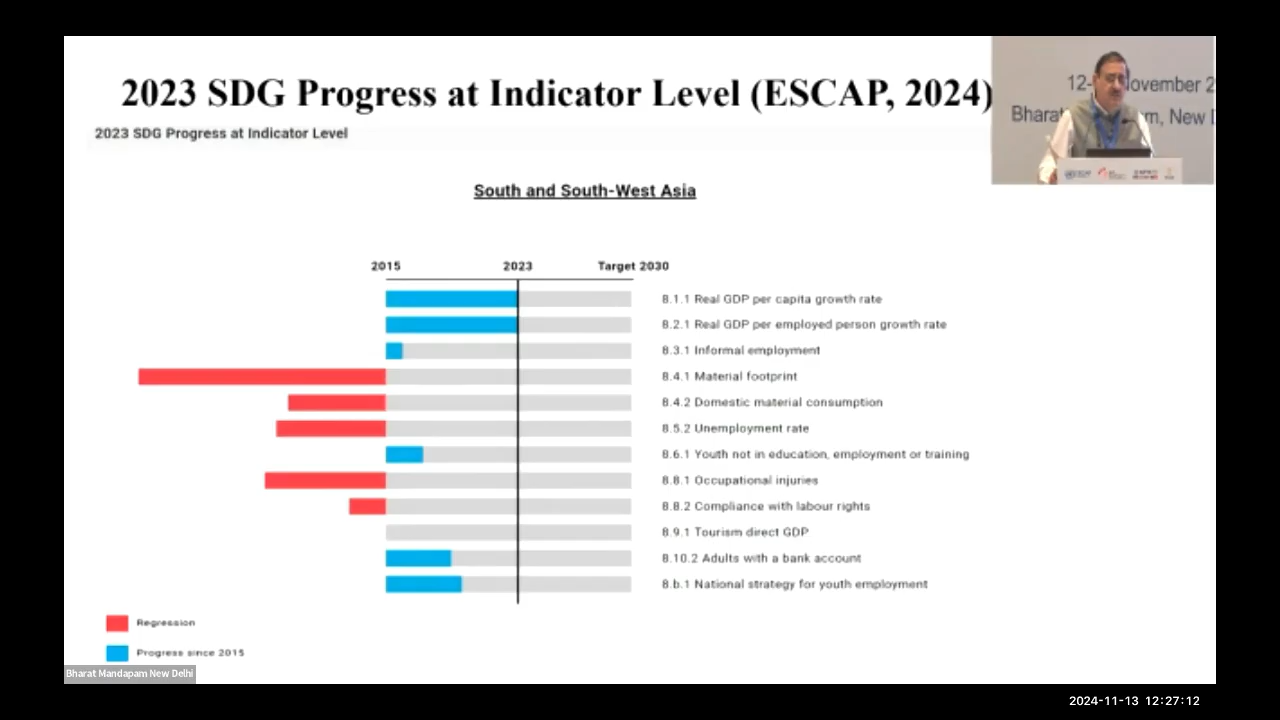 2023 SDG Progress at Indicator Level (ESCAP, 2024)
2023 SDG Progress at Indicator Level
12- ovember 2
Bharat m, New
South and South-West Asia
2015 2023 Target 2030
8.1.1 Real GDP per capita growth rate
8.2.1 Real GDP per employed person growth rate
8.3.1 Informal employment
8.4.1 Material footprint
8.4.2 Domestic material consumption
8.5.2 Unemployment rate
8.6.1 Youth not in education, employment or training
8.8.1 Occupational injuries
8.8.2 Compliance with labour rights
8.9.1 Tourism direct GDP
8.10.2 Adults with a bank account
8.b.1 National strategy for youth employment
Regression
Progress since 2015
Bharat Mandapam New Delhi
2024-11-13 12:27:12